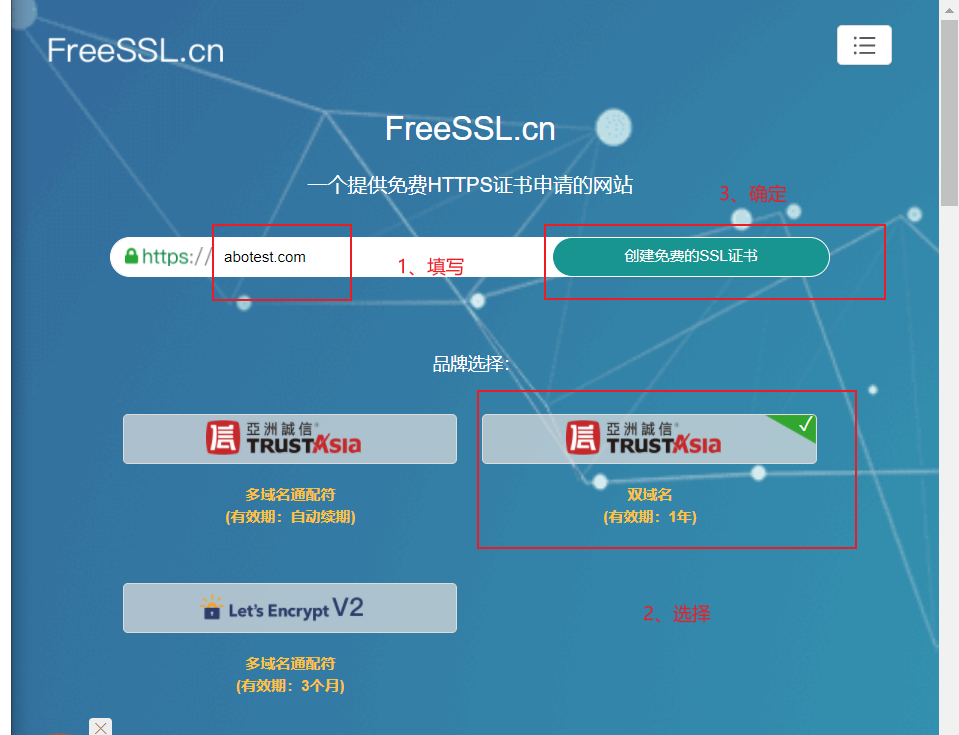 FreeSSL.cn
FreeSSL.cn
一个提供免费HTTPS证书申请的网站
3、确定
https://
abotest.com
1、填写
创建免费的SSL证书
品牌选择:
亞洲誠信®
TRUSTAsia
亞洲誠信®
TRUSTAsia
多域名通配符
(有效期：自动续期)
双域名
(有效期：1年)
Let's Encrypt V2
2、选择
多域名通配符
(有效期：3个月)